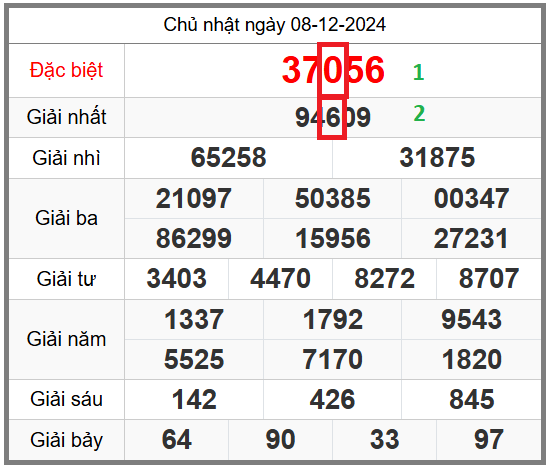 Chủ nhật ngày 08-12-2024
Đặc biệt 37056 1
Giải nhất 94609 2
Giải nhì 65258 31875
Giải ba 21097 50385 00347
86299 15956 27231
Giải tư 3403 4470 8272 8707
Giải năm 1337 1792 9543
5525 7170 1820
Giải sáu 142 426 845
Giải bảy 64 90 33 97